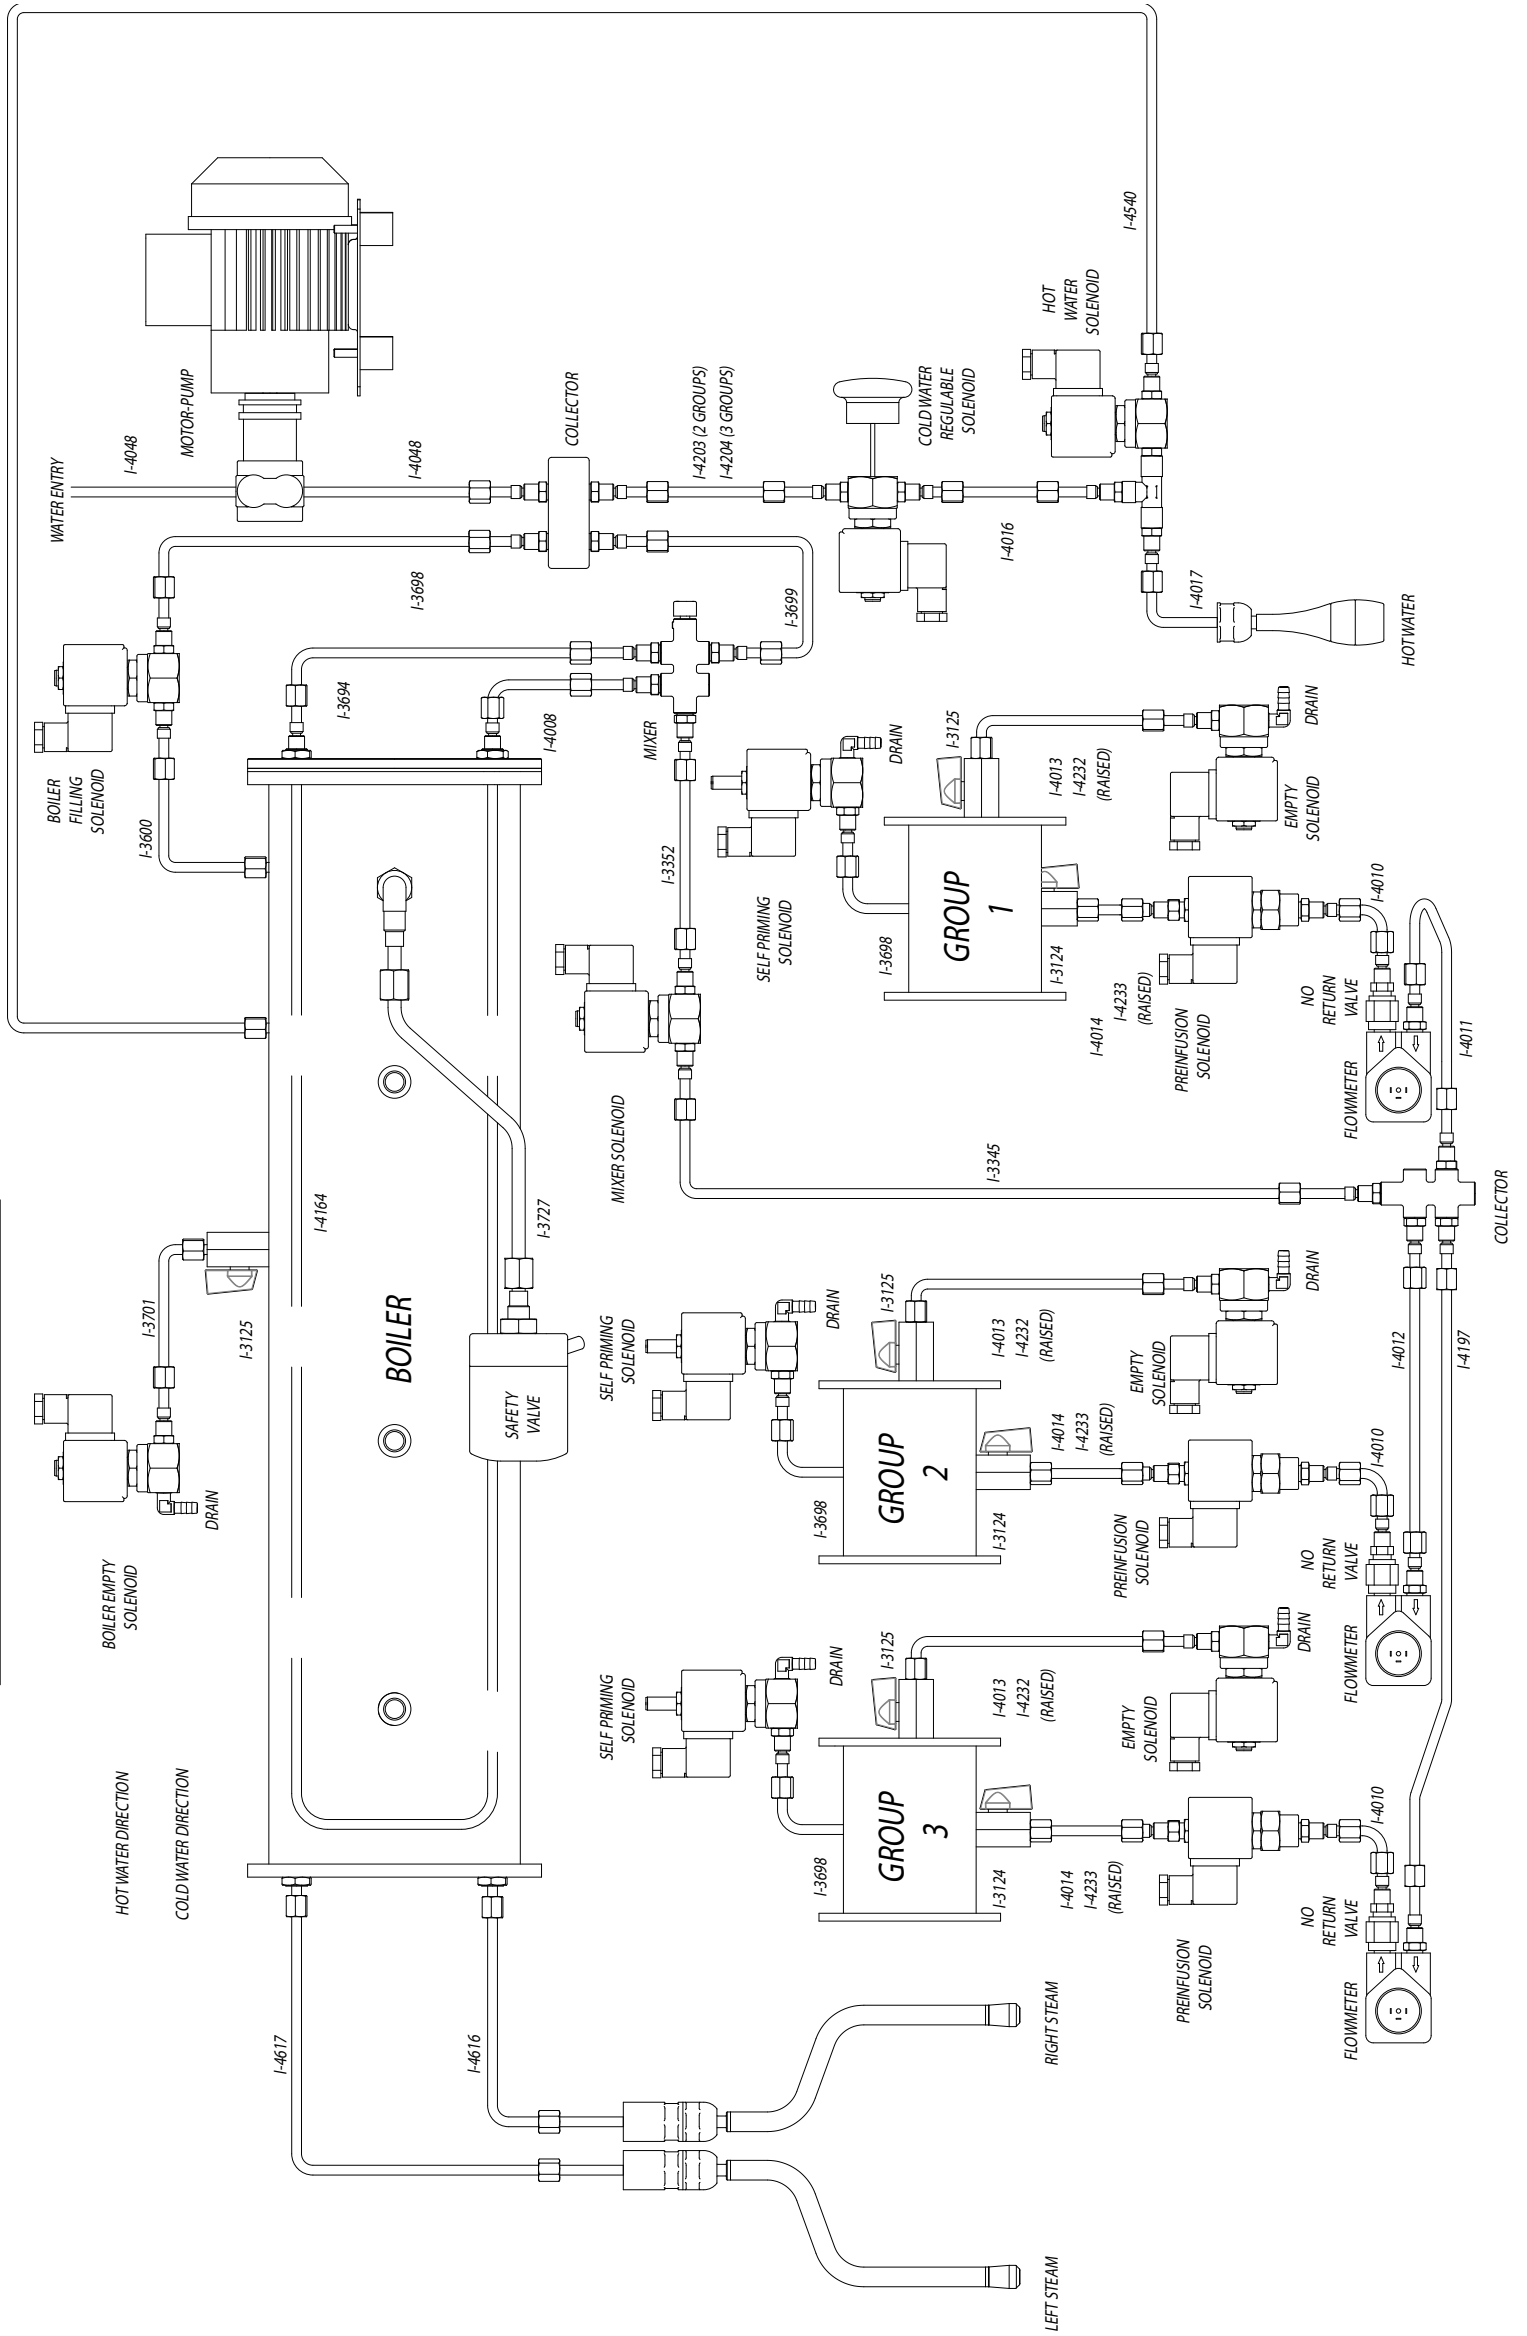 WATER ENTRY
I-4048
MOTOR-PUMP
I-4048
COLLECTOR
I-4203 (2 GROUPS)
I-4204 (3 GROUPS)
COLD WATER
REGULABLE
SOLENOID
HOT
WATER
SOLENOID
I-4540
I-4016
I-4017
HOT WATER
I-3698
I-3699
BOILER
FILLING
SOLENOID
I-3600
I-3694
I-4008
MIXER
I-3352
MIXER SOLENOID
I-3345
BOILER EMPTY
SOLENOID
DRAIN
I-3701
I-3125
I-4164
BOILER
I-3727
SAFETY
VALVE
HOT WATER DIRECTION
COLD WATER DIRECTION
I-4617
I-4616
LEFT STEAM
RIGHT STEAM
SELF PRIMING
SOLENOID
DRAIN
I-3698
GROUP
1
I-3125
I-4013
I-4232
(RAISED)
DRAIN
EMPTY
SOLENOID
I-3124
I-4014
I-4233
(RAISED)
PREINFUSION
SOLENOID
I-4010
NO
RETURN
VALVE
FLOWMETER
I-4011
COLLECTOR
I-4012
I-4197
SELF PRIMING
SOLENOID
DRAIN
I-3698
GROUP
2
I-3125
I-4013
I-4232
(RAISED)
DRAIN
EMPTY
SOLENOID
I-3124
I-4014
I-4233
(RAISED)
PREINFUSION
SOLENOID
I-4010
NO
RETURN
VALVE
FLOWMETER
SELF PRIMING
SOLENOID
DRAIN
I-3698
GROUP
3
I-3125
I-4013
I-4232
(RAISED)
DRAIN
EMPTY
SOLENOID
I-3124
I-4014
I-4233
(RAISED)
PREINFUSION
SOLENOID
I-4010
NO
RETURN
VALVE
FLOWMETER